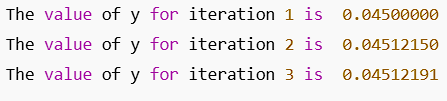 The value of y for iteration 1 is  0.04500000
The value of y for iteration 2 is  0.04512150
The value of y for iteration 3 is  0.04512191